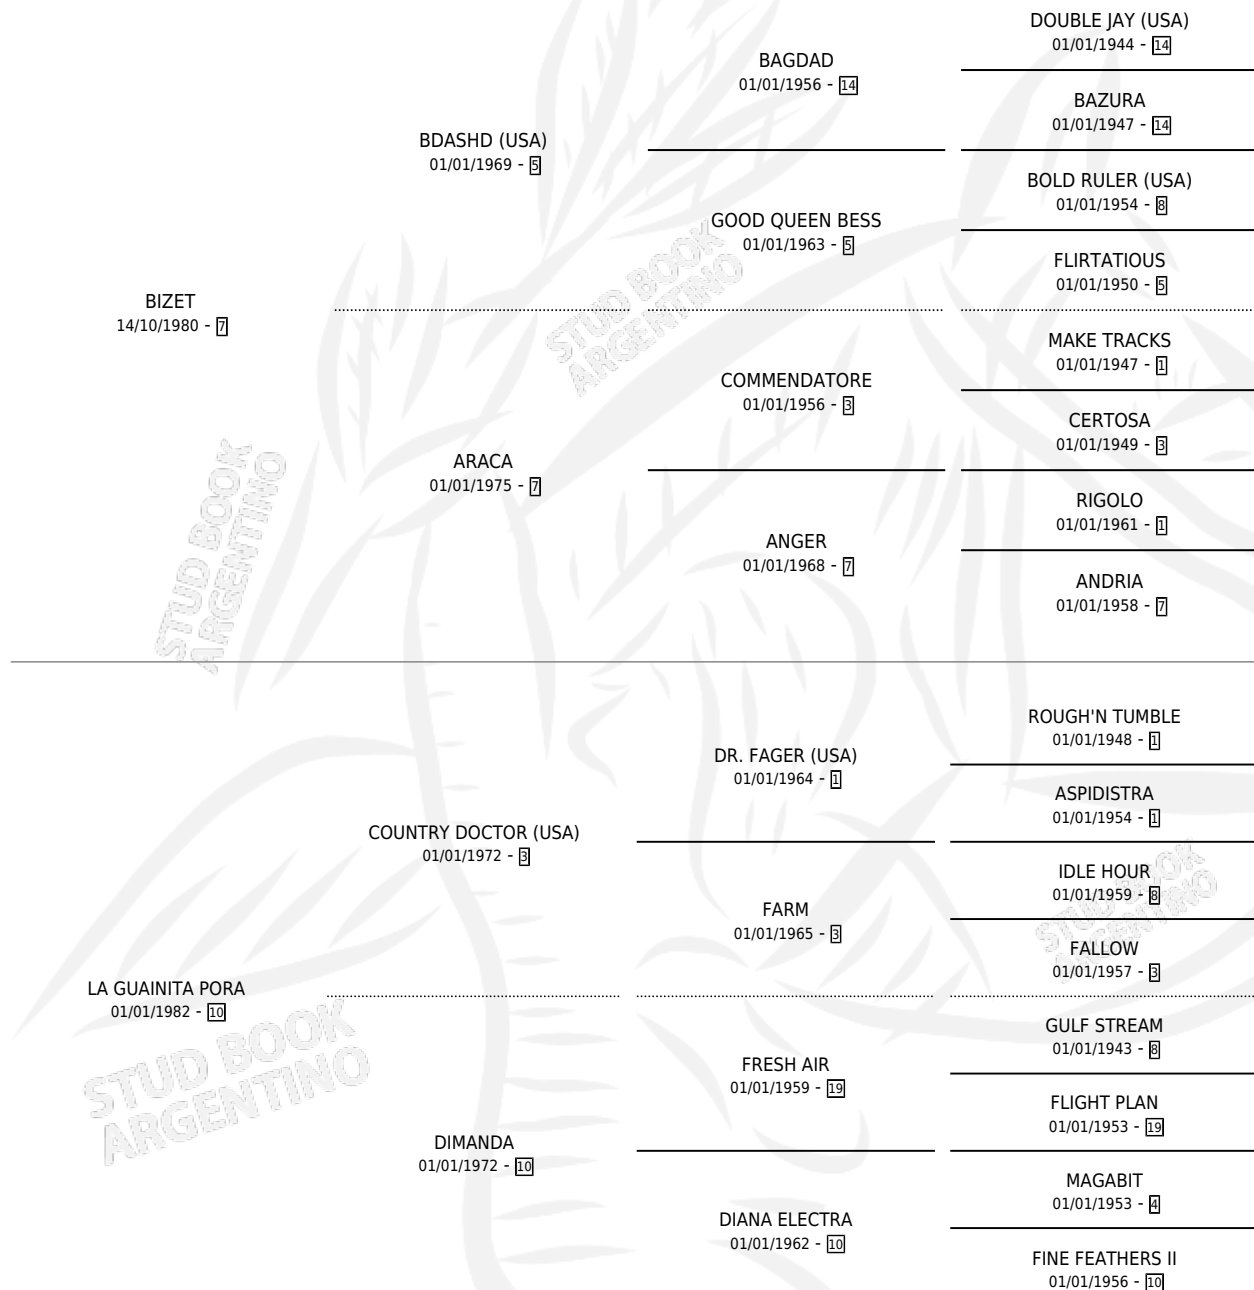 DOUBLE JAY (USA)
01/01/1944 - 14
BAGDAD
01/01/1956 - 14
BAZURA
01/01/1947 - 14
BDASHD (USA)
01/01/1969 - 5
BOLD RULER (USA)
01/01/1954 - 8
GOOD QUEEN BESS
01/01/1963 - 5
FLIRTATIOUS
01/01/1950 - 5
BIZET
14/10/1980 - 7
MAKE TRACKS
01/01/1947 - 1
COMMENDATORE
01/01/1956 - 3
CERTOSA
01/01/1949 - 3
ARACA
01/01/1975 - 7
RIGOLO
01/01/1961 - 1
ANGER
01/01/1968 - 7
ANDRIA
01/01/1958 - 7
STUD BOOK
ARGENTINO
STUD BOOK
ARGENTINO
ROUGH'N TUMBLE
01/01/1948 - 1
DR. FAGER (USA)
01/01/1964 - 1
ASPIDISTRA
01/01/1954 - 1
COUNTRY DOCTOR (USA)
01/01/1972 - 3
IDLE HOUR
01/01/1959 - 8
FARM
01/01/1965 - 3
FALLOW
01/01/1957 - 3
STUD BOOK
ARGENTINO
LA GUAINITA PORA
01/01/1982 - 10
GULF STREAM
01/01/1943 - 8
FRESH AIR
01/01/1959 - 19
FLIGHT PLAN
01/01/1953 - 19
DIMANDA
01/01/1972 - 10
MAGABIT
01/01/1953 - 4
DIANA ELECTRA
01/01/1962 - 10
FINE FEATHERS II
01/01/1956 - 10
STUD BOOK
ARGENTINO